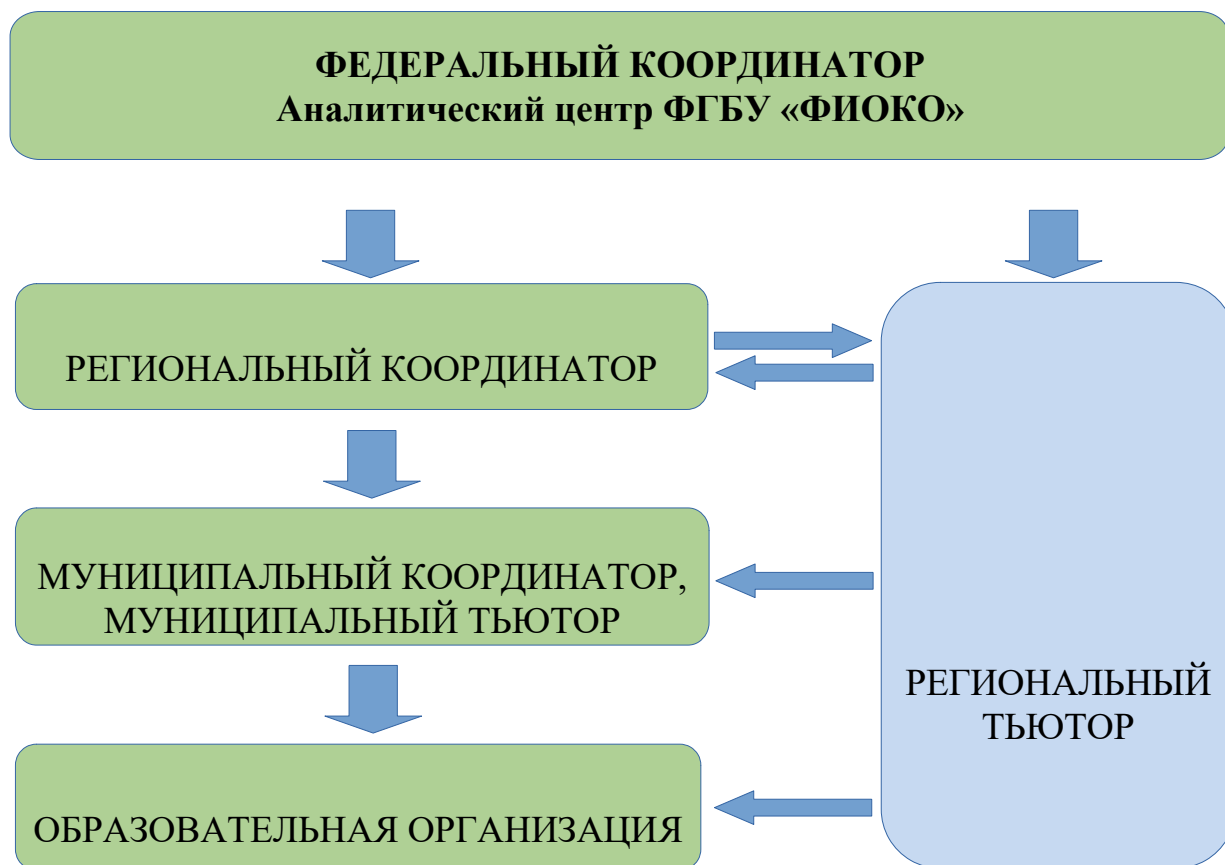 ФЕДЕРАЛЬНЫЙ КООРДИНАТОР
Аналитический центр ФГБУ «ФИОКО»
РЕГИОНАЛЬНЫЙ КООРДИНАТОР
МУНИЦИПАЛЬНЫЙ КООРДИНАТОР,
МУНИЦИПАЛЬНЫЙ ТЬЮТОР
РЕГИОНАЛЬНЫЙ
ТЬЮТОР
ОБРАЗОВАТЕЛЬНАЯ ОРГАНИЗАЦИЯ